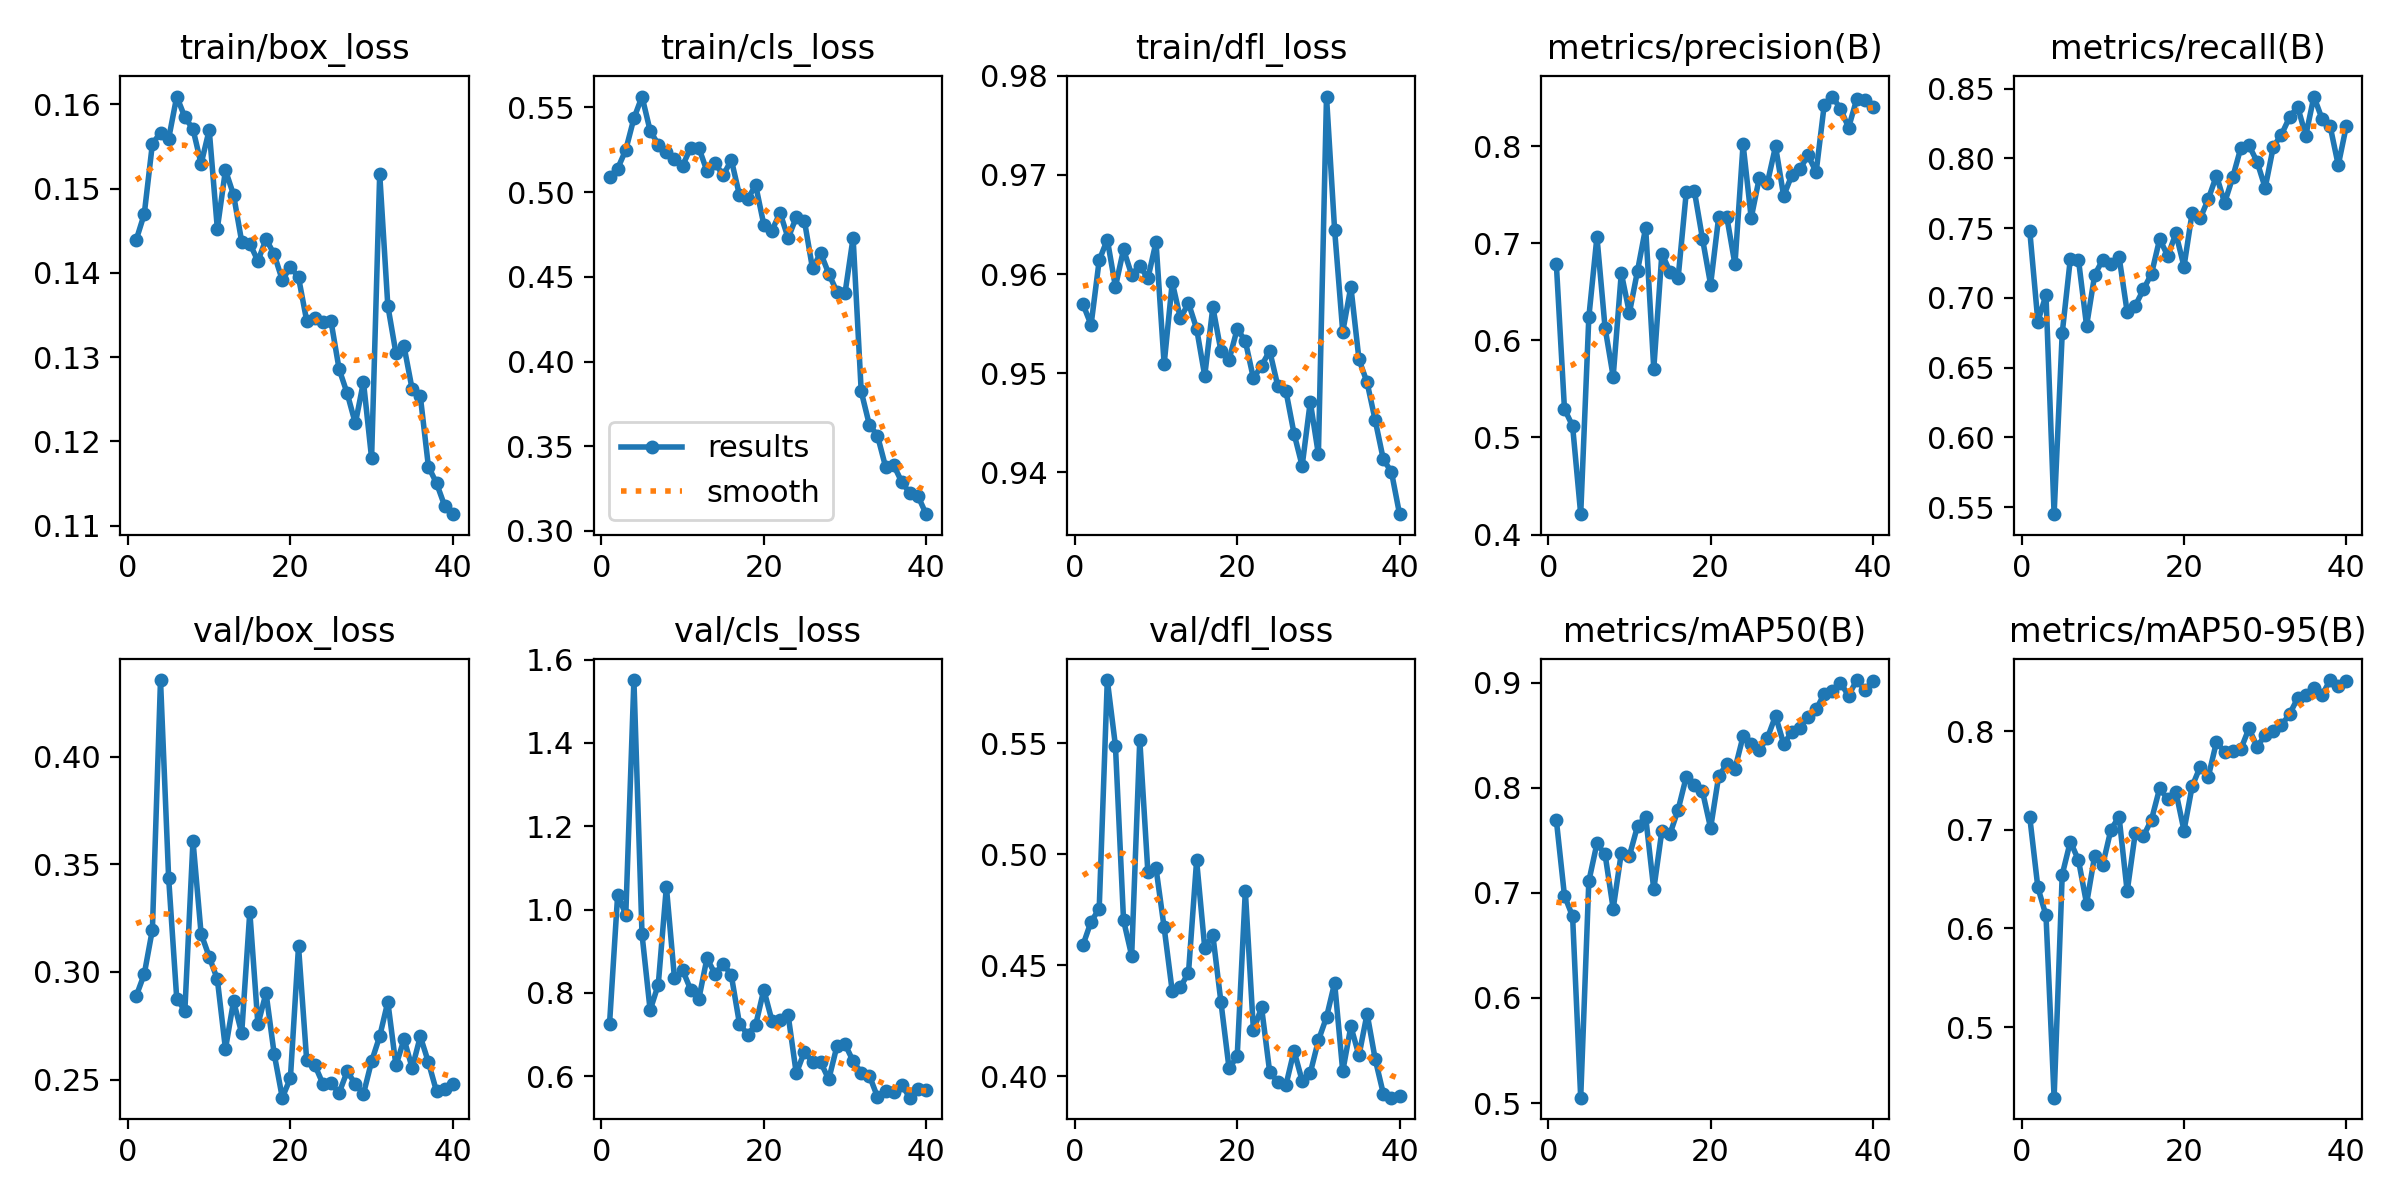 train/box_loss
0.16
0.15
0.14
0.13
0.12
0.11
0 20 40
train/cls_loss
0.55
0.50
0.45
0.40
0.35
0.30
results
smooth
0 20 40
train/dfl_loss
0.98
0.97
0.96
0.95
0.94
0 20 40
metrics/precision(B)
0.8
0.7
0.6
0.5
0.4
0 20 40
metrics/recall(B)
0.85
0.80
0.75
0.70
0.65
0.60
0.55
0 20 40
val/box_loss
0.40
0.35
0.30
0.25
0 20 40
val/cls_loss
1.6
1.4
1.2
1.0
0.8
0.6
0 20 40
val/dfl_loss
0.55
0.50
0.45
0.40
0 20 40
metrics/mAP50(B)
0.9
0.8
0.7
0.6
0.5
0 20 40
metrics/mAP50-95(B)
0.8
0.7
0.6
0.5
0 20 40